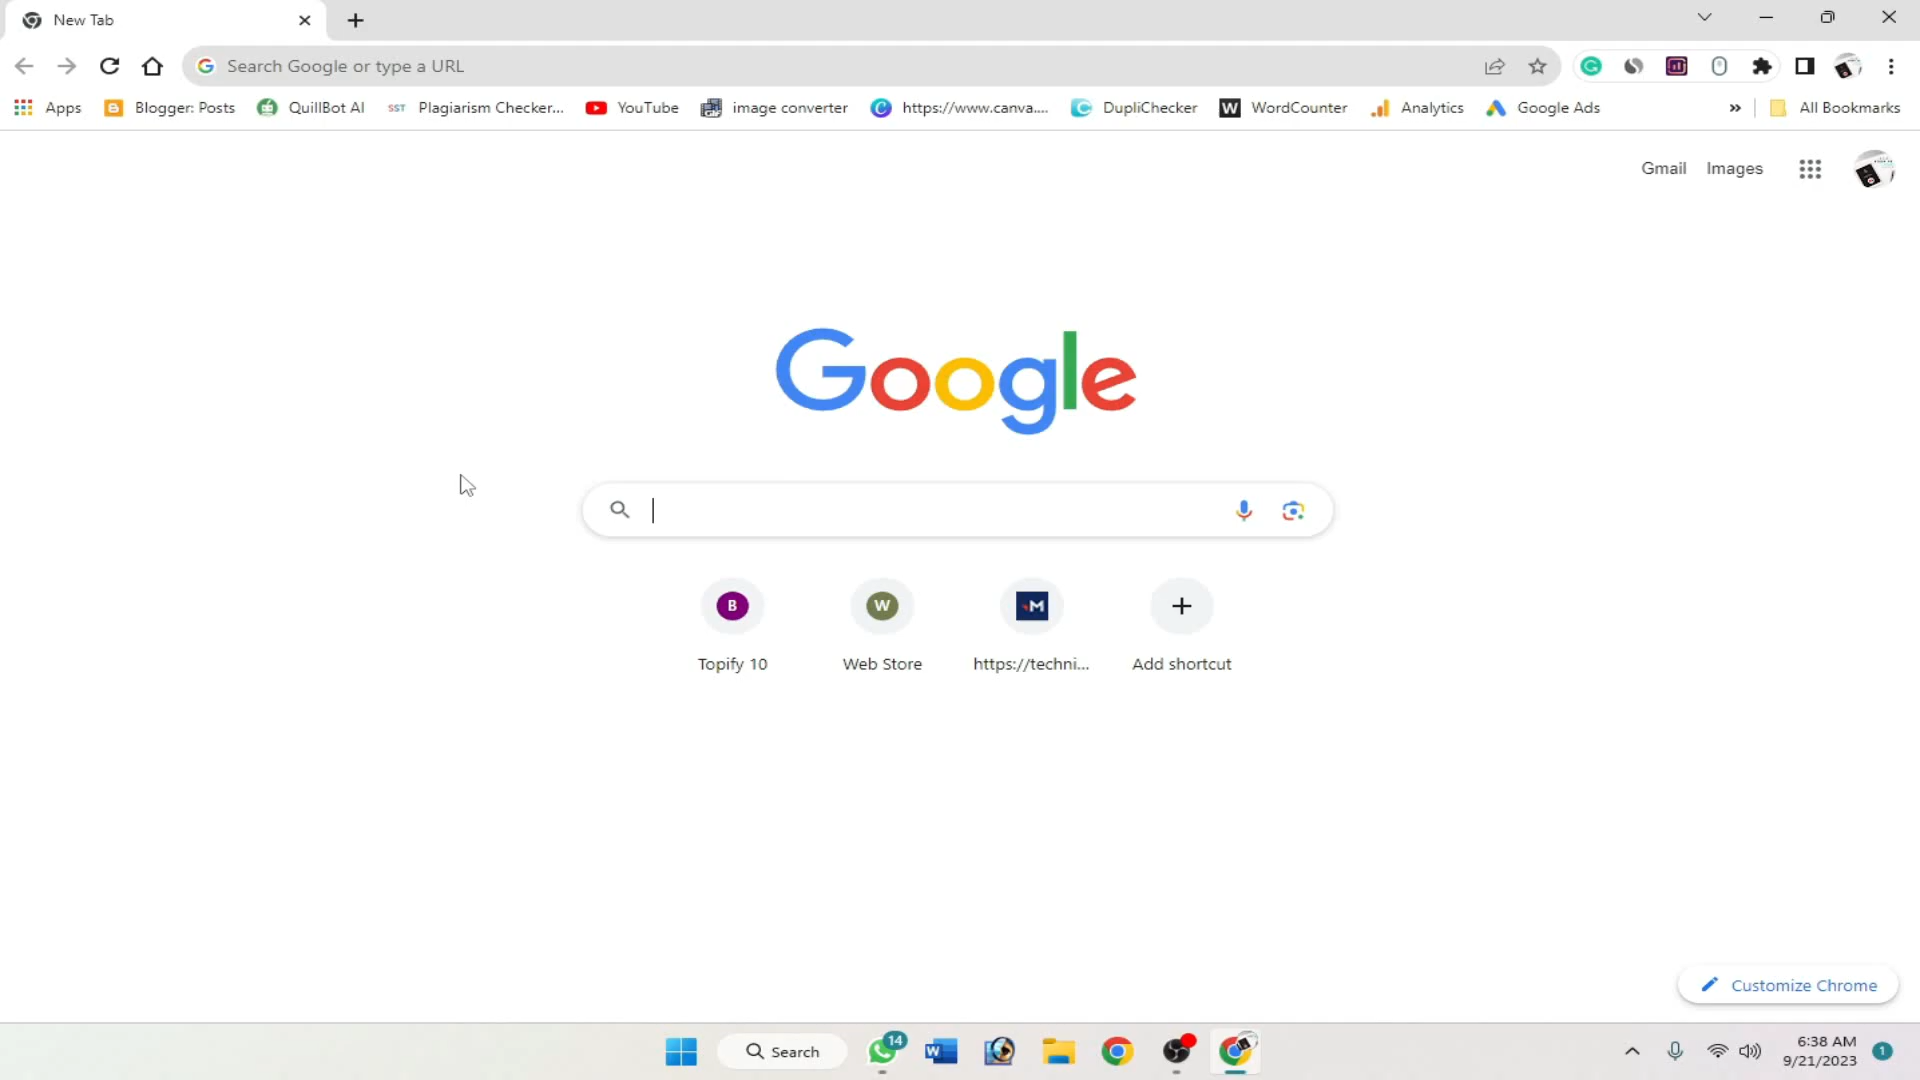 New Tab
Search Google or type a URL
Apps Blogger: Posts QuillBot AI SST Plagiarism Checker... YouTube image converter https://www.canva.... DupliChecker W WordCounter Analytics Google Ads » All Bookmarks
Gmail Images
Google
B W M
Topify 10 Web Store https://techni... Add shortcut
Customize Chrome
Search 14 W 6:38 AM
9/21/2023 1